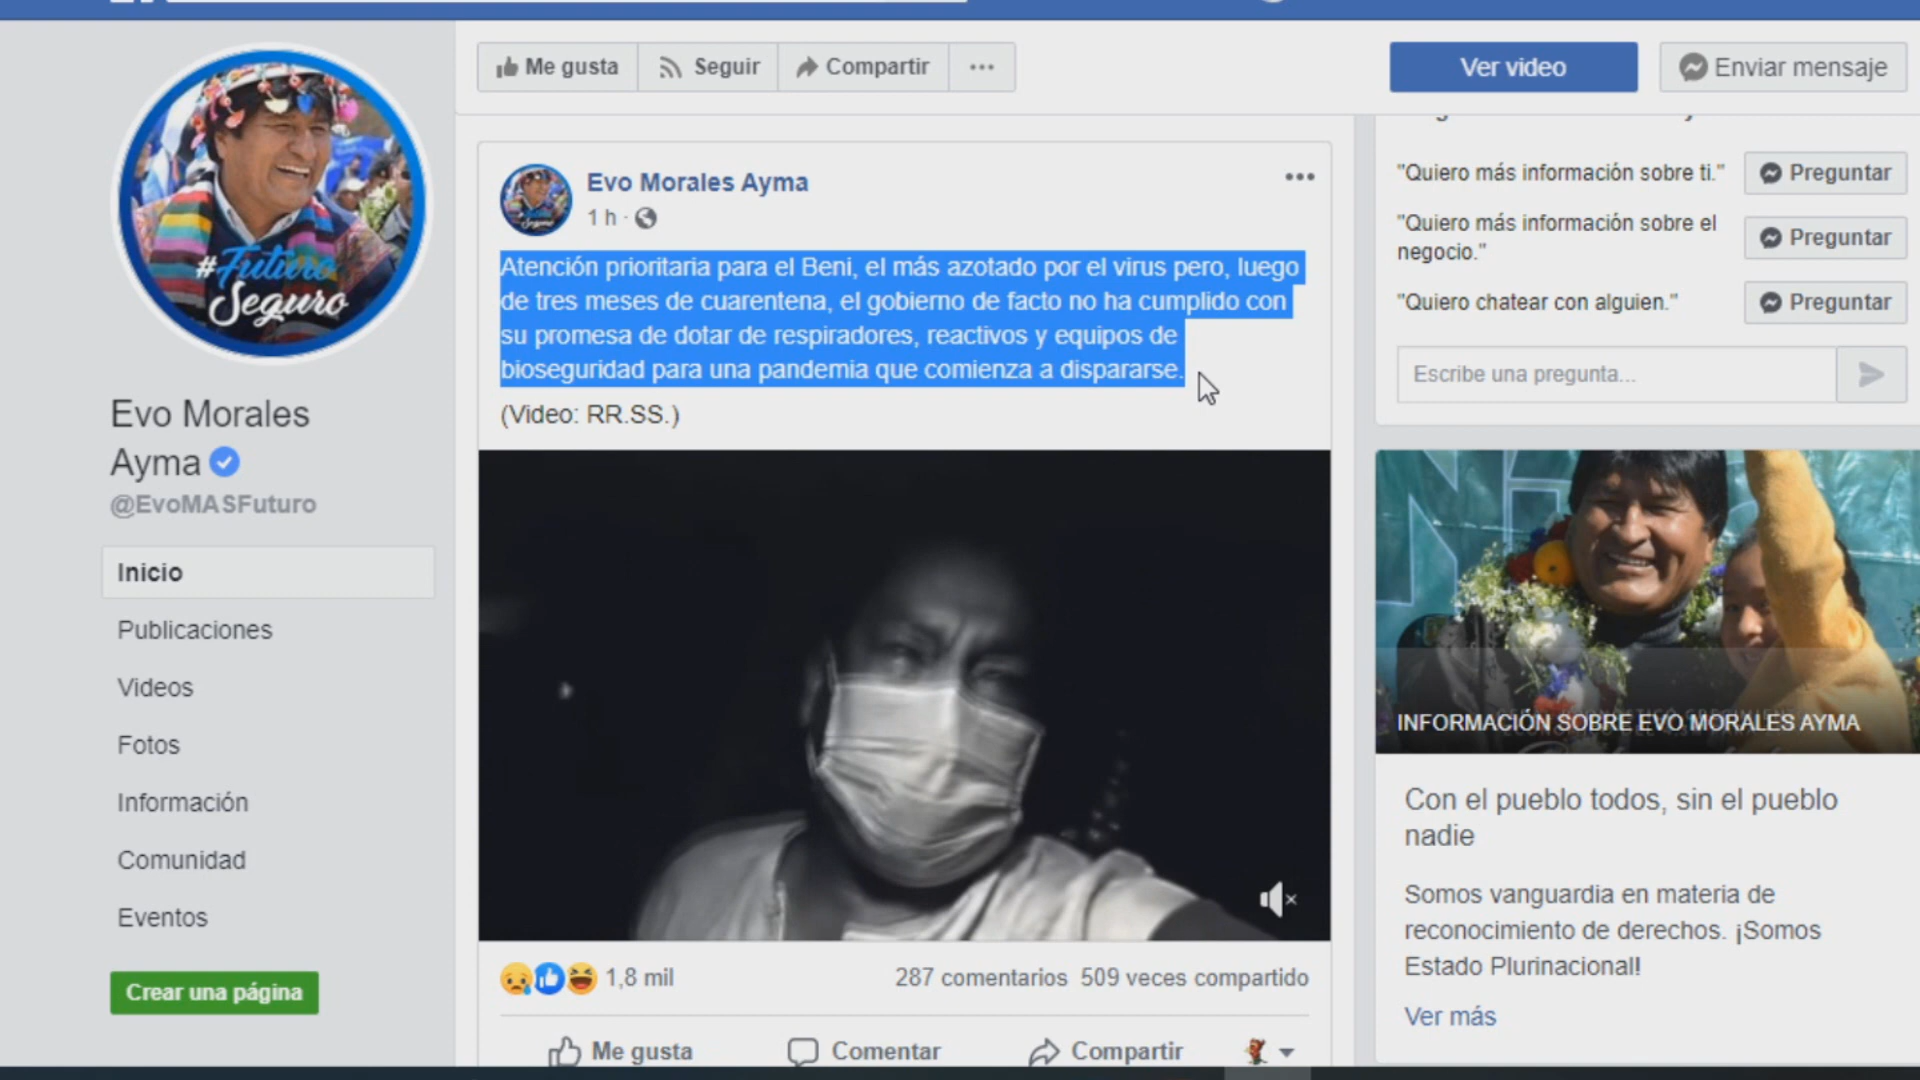 #Futuro
Seguro
Evo Morales
Ayma
@EvoMASFuturo
Inicio
Publicaciones
Videos
Fotos
Información
Comunidad
Eventos
Crear una página
Me gusta
Seguir
Compartir
Evo Morales Ayma
1 h ·
Atención prioritaria para el Beni, el más azotado por el virus pero, luego
de tres meses de cuarentena, el gobierno de facto no ha cumplido con
su promesa de dotar de respiradores, reactivos y equipos de
bioseguridad para una pandemia que comienza a dispararse.
(Video: RR.SS.)
1,8 mil
287 comentarios 509 veces compartido
Me gusta
Comentar
Compartir
Ver video
Enviar mensaje
"Quiero más información sobre ti."
Preguntar
"Quiero más información sobre el
negocio."
Preguntar
"Quiero chatear con alguien."
Preguntar
Escribe una pregunta...
INFORMACIÓN SOBRE EVO MORALES AYMA
Con el pueblo todos, sin el pueblo
nadie
Somos vanguardia en materia de
reconocimiento de derechos. ¡Somos
Estado Plurinacional!
Ver más